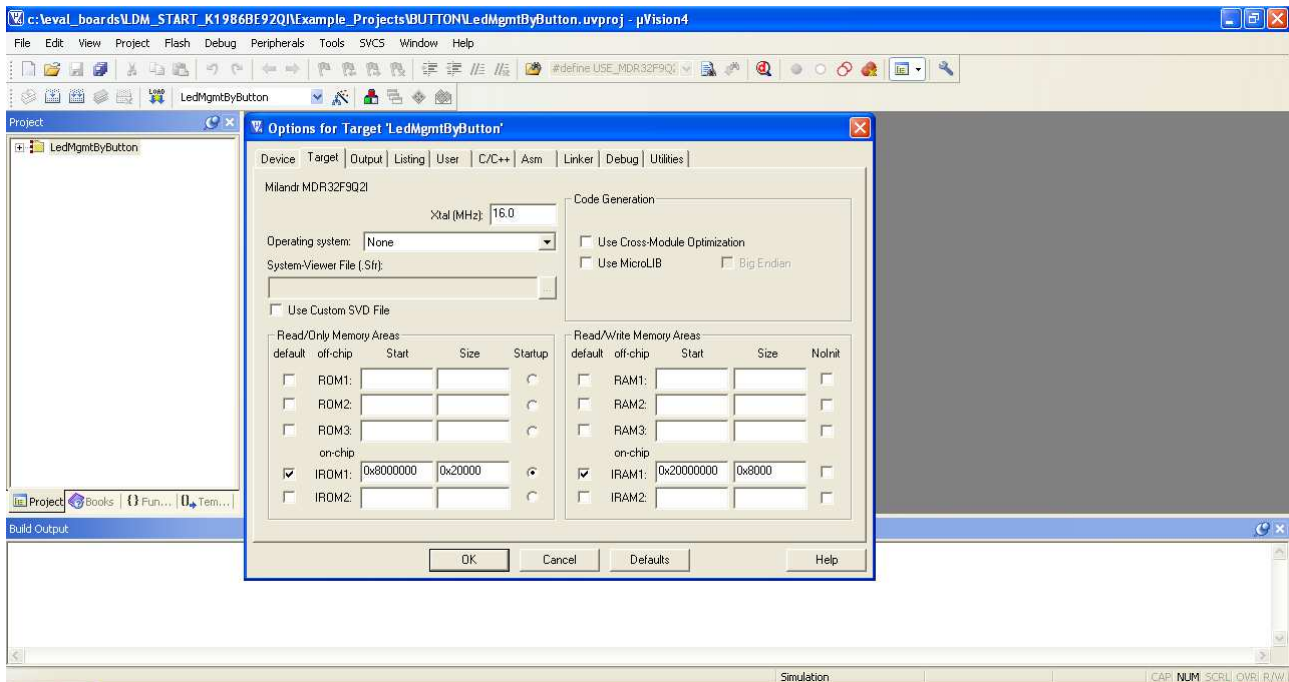 c:\eval_boards\LDM_START_K1986BE92QI\Example_Projects\BUTTON\LedMgmtByButton.uvproj - µVision4
File Edit View Project Flash Debug Peripherals Tools SVCS Window Help
#define USE_MDR32F9Q2
LOAD LedMgmtByButton
Project
LedMgmtByButton
Project Books {} Fun... Tem...
Options for Target 'LedMgmtByButton'
Device Target Output Listing User C/C++ Asm Linker Debug Utilities
Milandr MDR32F9Q2I
Xtal (MHz): 16.0
Operating system: None
System-Viewer File (.Sfr):
...
Use Custom SVD File
Code Generation
Use Cross-Module Optimization
Use MicroLIB Big Endian
Read/Only Memory Areas
default off-chip Start Size Startup
ROM1:
ROM2:
ROM3:
on-chip
IROM1: 0x8000000 0x20000
IROM2:
Read/Write Memory Areas
default off-chip Start Size NoInit
RAM1:
RAM2:
RAM3:
on-chip
IRAM1: 0x20000000 0x8000
IRAM2:
OK Cancel Defaults Help
Build Output
Simulation CAP NUM SCRL OVR R/W